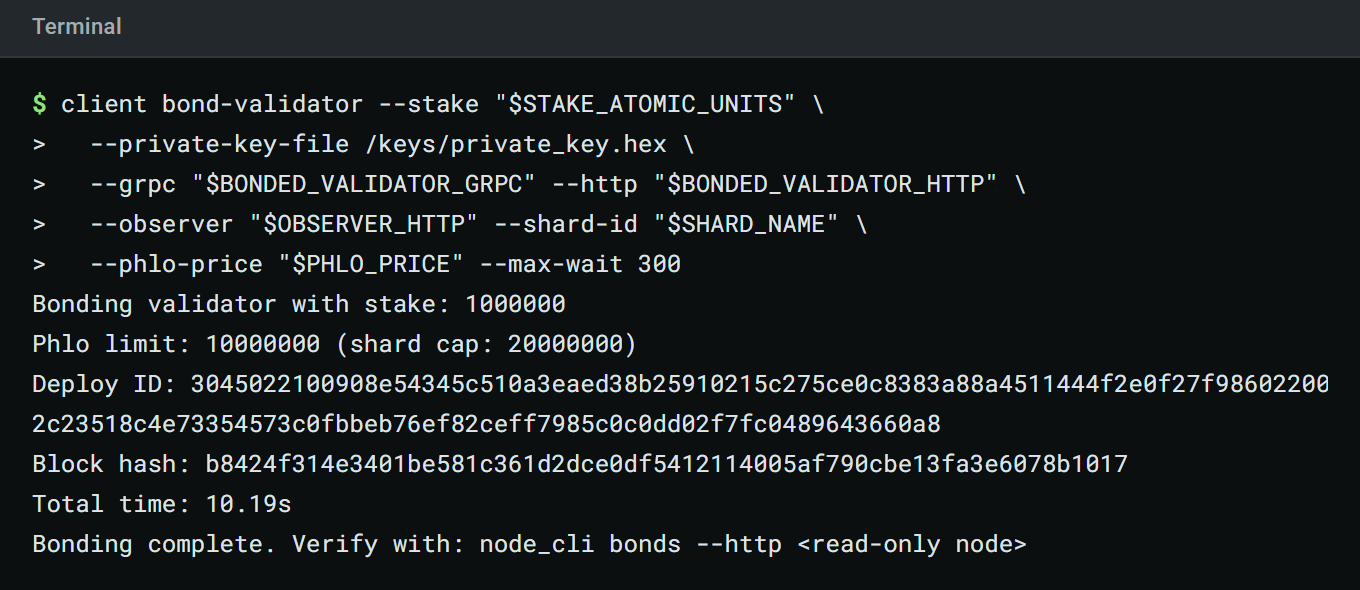 Terminal
$ client bond-validator --stake "$STAKE_ATOMIC_UNITS" \
>   --private-key-file /keys/private_key.hex \
>   --grpc "$BONDED_VALIDATOR_GRPC" --http "$BONDED_VALIDATOR_HTTP" \
>   --observer "$OBSERVER_HTTP" --shard-id "$SHARD_NAME" \
>   --phlo-price "$PHLO_PRICE" --max-wait 300
Bonding validator with stake: 1000000
Phlo limit: 10000000 (shard cap: 20000000)
Deploy ID: 3045022100908e54345c510a3eaed38b25910215c275ce0c8383a88a4511444f2e0f27f98602200
2c23518c4e73354573c0fbbeb76ef82ceff7985c0c0dd02f7fc0489643660a8
Block hash: b8424f314e3401be581c361d2dce0df5412114005af790cbe13fa3e6078b1017
Total time: 10.19s
Bonding complete. Verify with: node_cli bonds --http <read-only node>